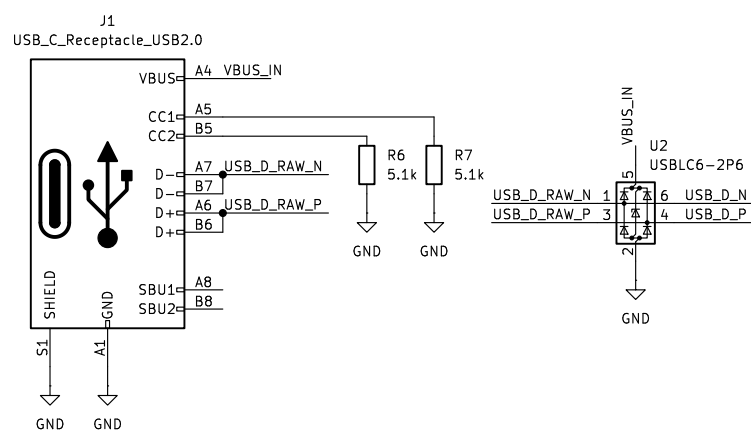 J1
USB_C_Receptacle_USB2.0
VBUS A4 VBUS_IN
CC1 A5
CC2 B5
D- A7 USB_D_RAW_N
D- B7
D+ A6 USB_D_RAW_P
D+ B6
SBU1 A8
SBU2 B8
SHIELD
GND
S1
A1
GND
GND
R6
5.1k
GND
R7
5.1k
GND
VBUS_IN
U2
USBLC6-2P6
5
USB_D_RAW_N 1 6 USB_D_N
USB_D_RAW_P 3 4 USB_D_P
2
GND